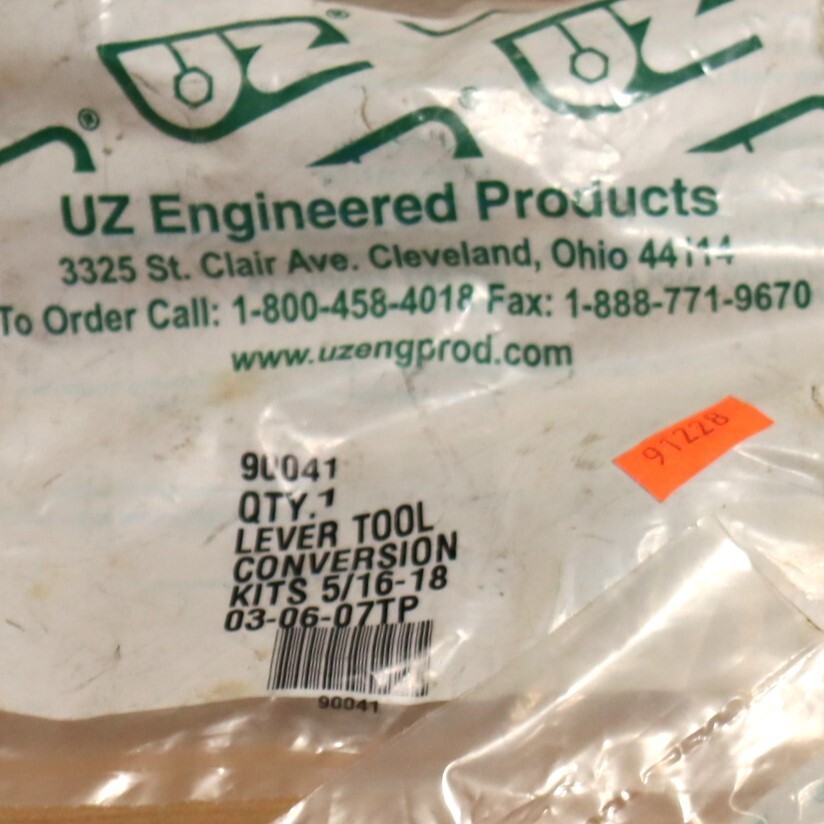 UZ
®
UZ
®
®
UZ Engineered Products
3325 St. Clair Ave. Cleveland, Ohio 44114
To Order Call: 1-800-458-4018 Fax: 1-888-771-9670
www.uzengprod.com
91228
90041
QTY.1
LEVER TOOL
CONVERSION
KITS 5/16-18
03-06-07TP
90041